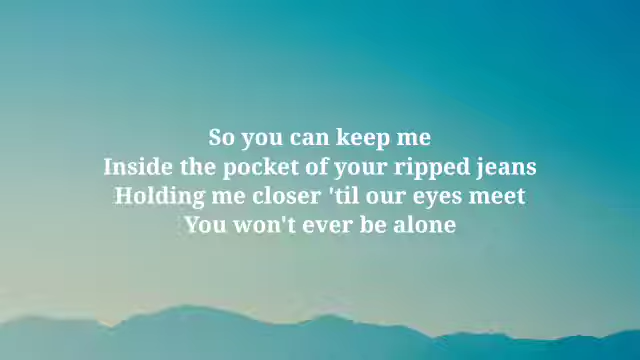 So you can keep me
Inside the pocket of your ripped jeans
Holding me closer 'til our eyes meet
You won't ever be alone